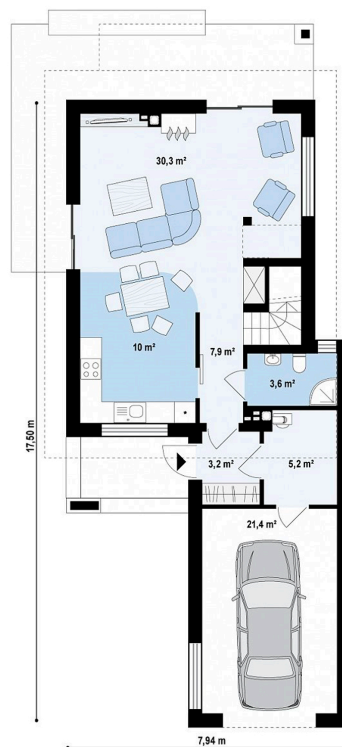 30,3 m²
10 m²
7,9 m²
3,6 m²
17,50 m
3,2 m²
5,2 m²
21,4 m²
7,94 m